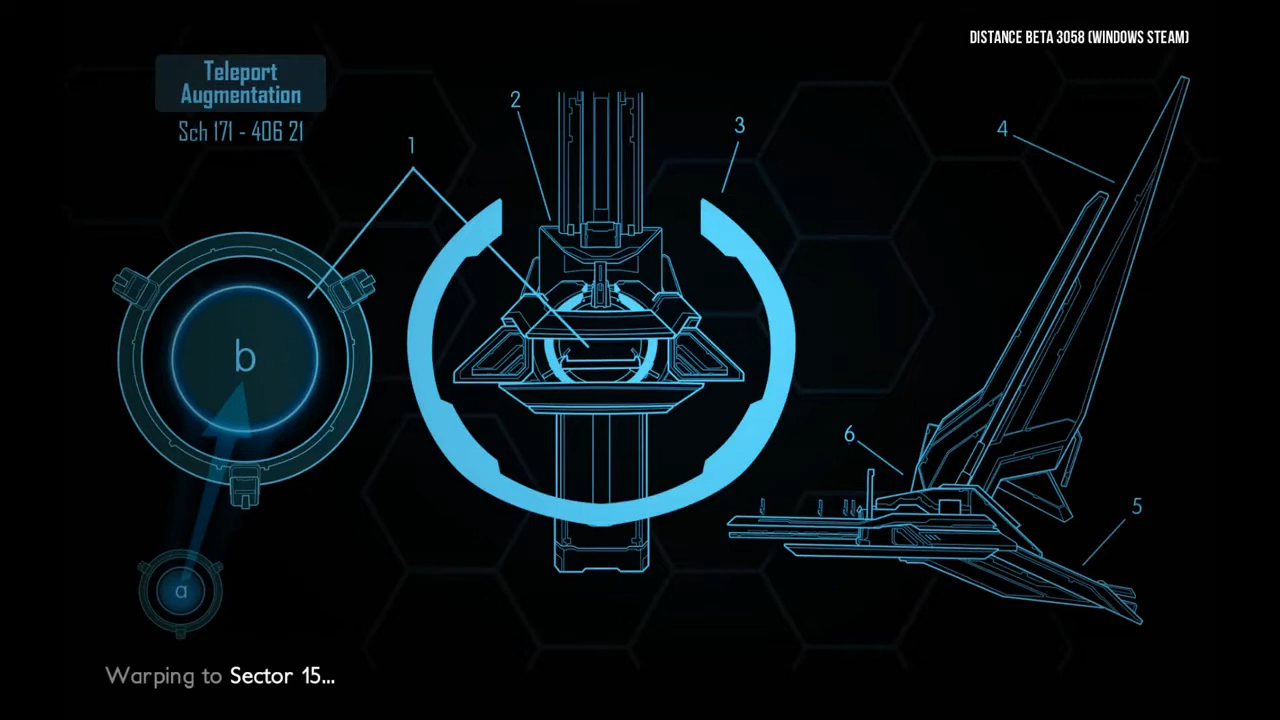 DISTANCE BETA 3058 (WINDOWS STEAM)
Teleport
Augmentation
Sch 171 - 406 21
1
2
3
4
b
6
5
a
Warping to Sector 15...